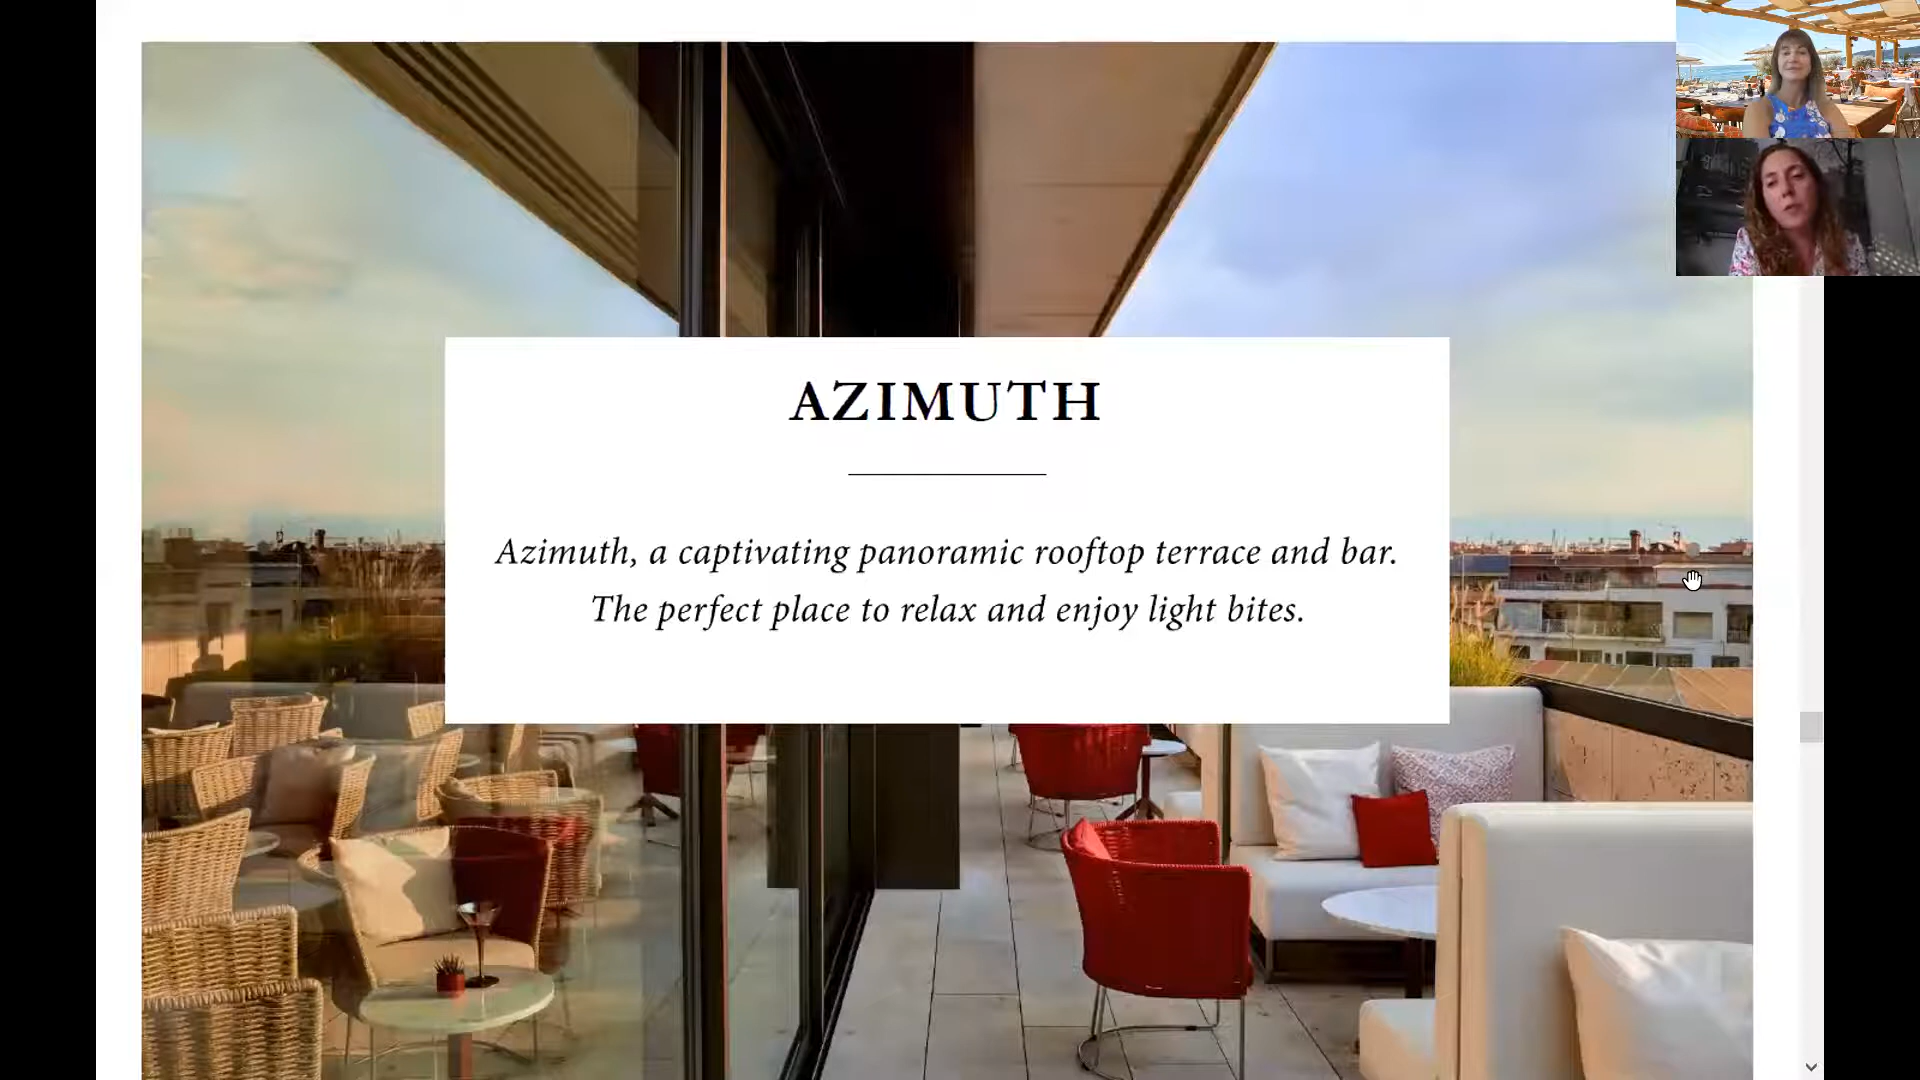 AZIMUTH
Azimuth, a captivating panoramic rooftop terrace and bar.
The perfect place to relax and enjoy light bites.